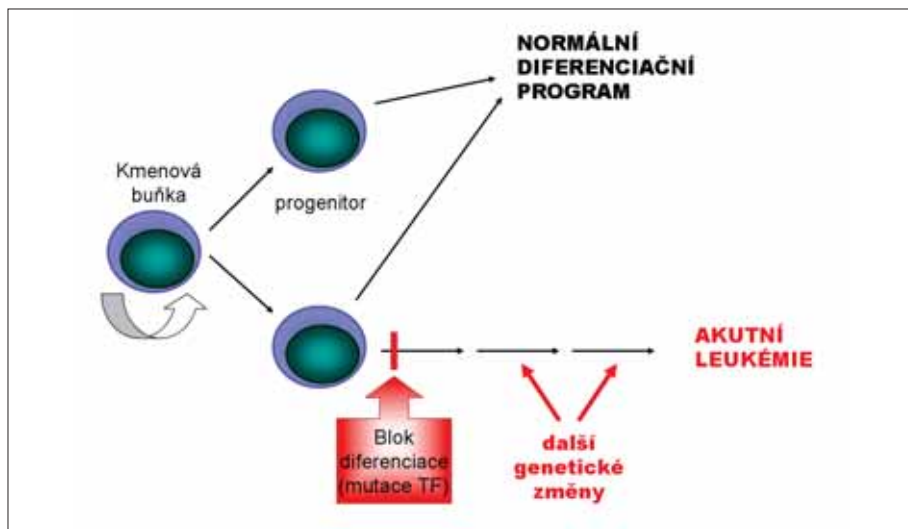 NORMÁLNÍ
DIFERENCIAČNÍ
PROGRAM
Kmenová
buňka
progenitor
AKUTNÍ
LEUKÉMIE
Blok
diferenciace
(mutace TF)
další
genetické
změny